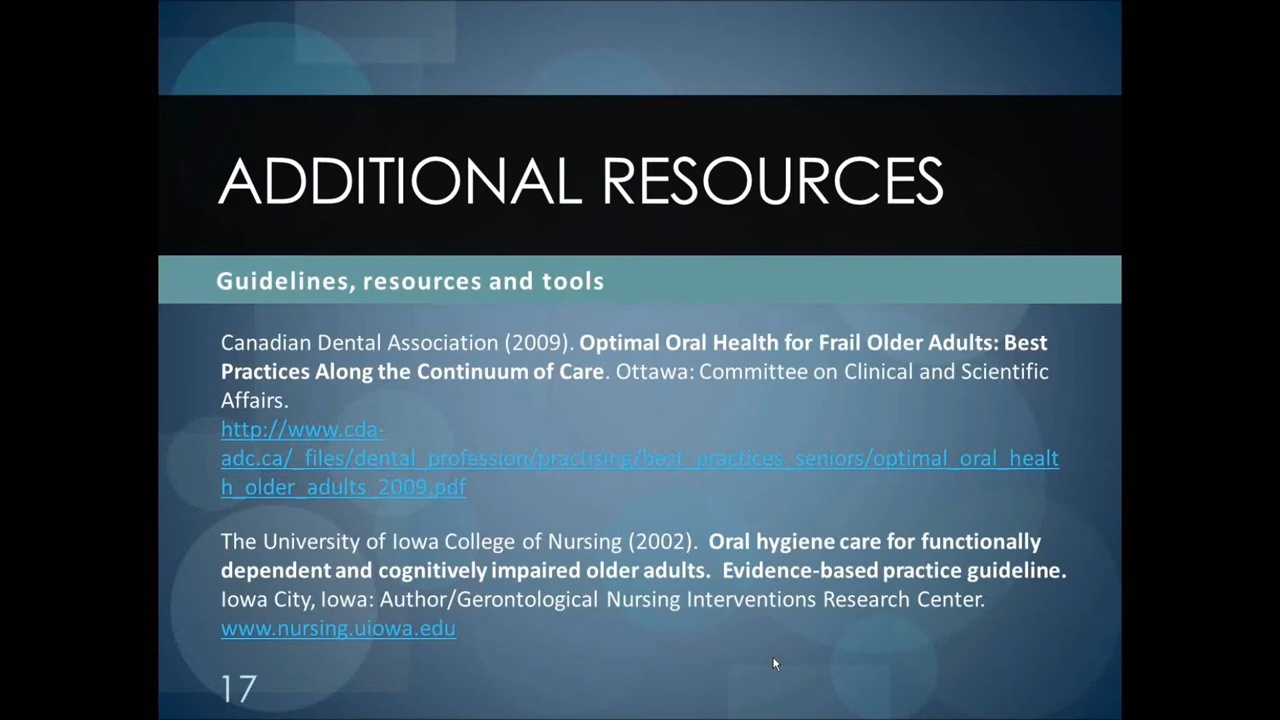 ADDITIONAL RESOURCES
Guidelines, resources and tools
Canadian Dental Association (2009). Optimal Oral Health for Frail Older Adults: Best
Practices Along the Continuum of Care. Ottawa: Committee on Clinical and Scientific
Affairs.
http://www.cda-
adc.ca/_files/dental_profession/practising/best_practices_seniors/optimal_oral_healt
h_older_adults_2009.pdf
The University of Iowa College of Nursing (2002).  Oral hygiene care for functionally
dependent and cognitively impaired older adults.  Evidence-based practice guideline.
Iowa City, Iowa: Author/Gerontological Nursing Interventions Research Center.
www.nursing.uiowa.edu
17